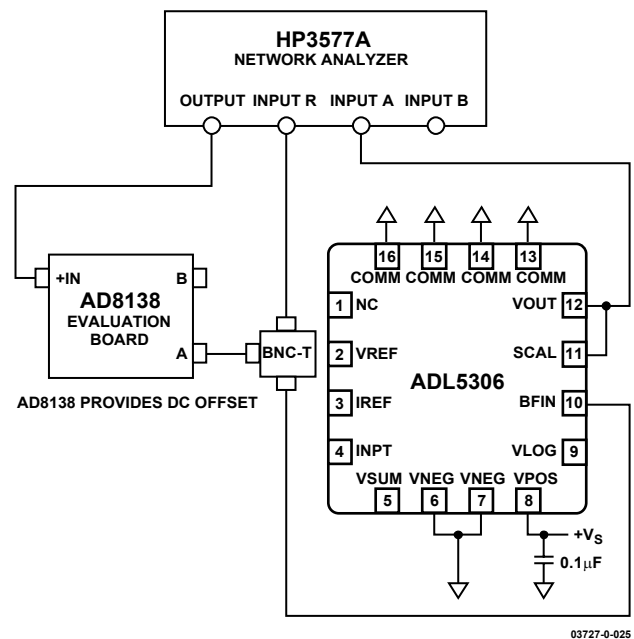 HP3577A
NETWORK ANALYZER
OUTPUT INPUT R INPUT A INPUT B
16 15 14 13
COMM COMM COMM COMM
+IN B
AD8138
EVALUATION
BOARD
A
BNC-T
AD8138 PROVIDES DC OFFSET
1 NC VOUT 12
2 VREF SCAL 11
ADL5306
3 IREF BFIN 10
4 INPT VLOG 9
VSUM VNEG VNEG VPOS
5 6 7 8
+VS
0.1μF
03727-0-025